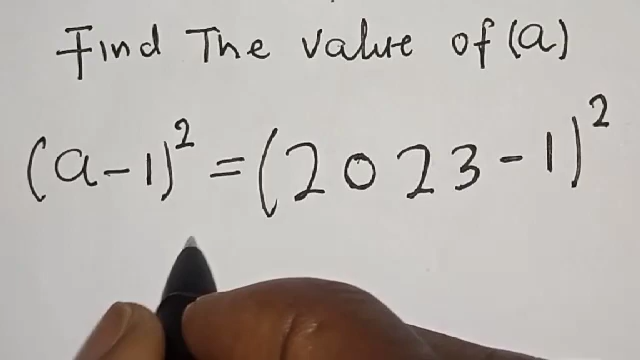 Find The value of (a)
(a-1)² = (2023-1)²